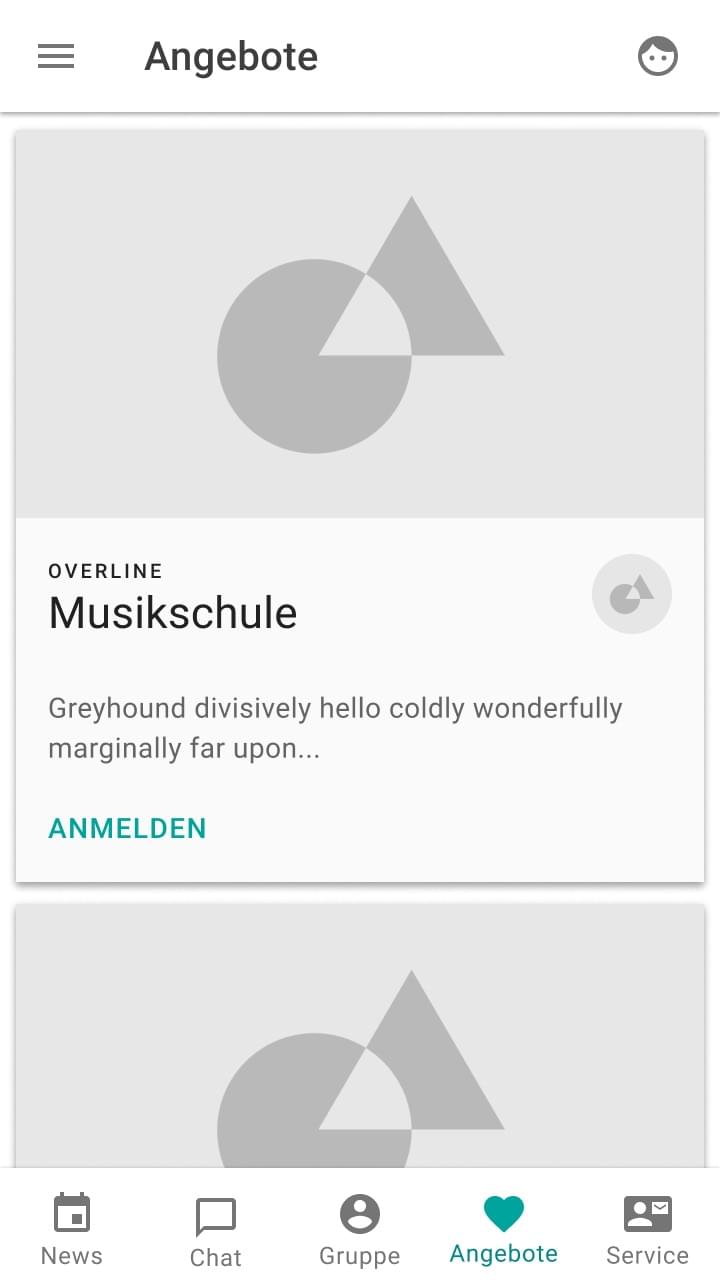 Angebote
OVERLINE
Musikschule
Greyhound divisively hello coldly wonderfully
marginally far upon...
ANMELDEN
News
Chat
Gruppe
Angebote
Service